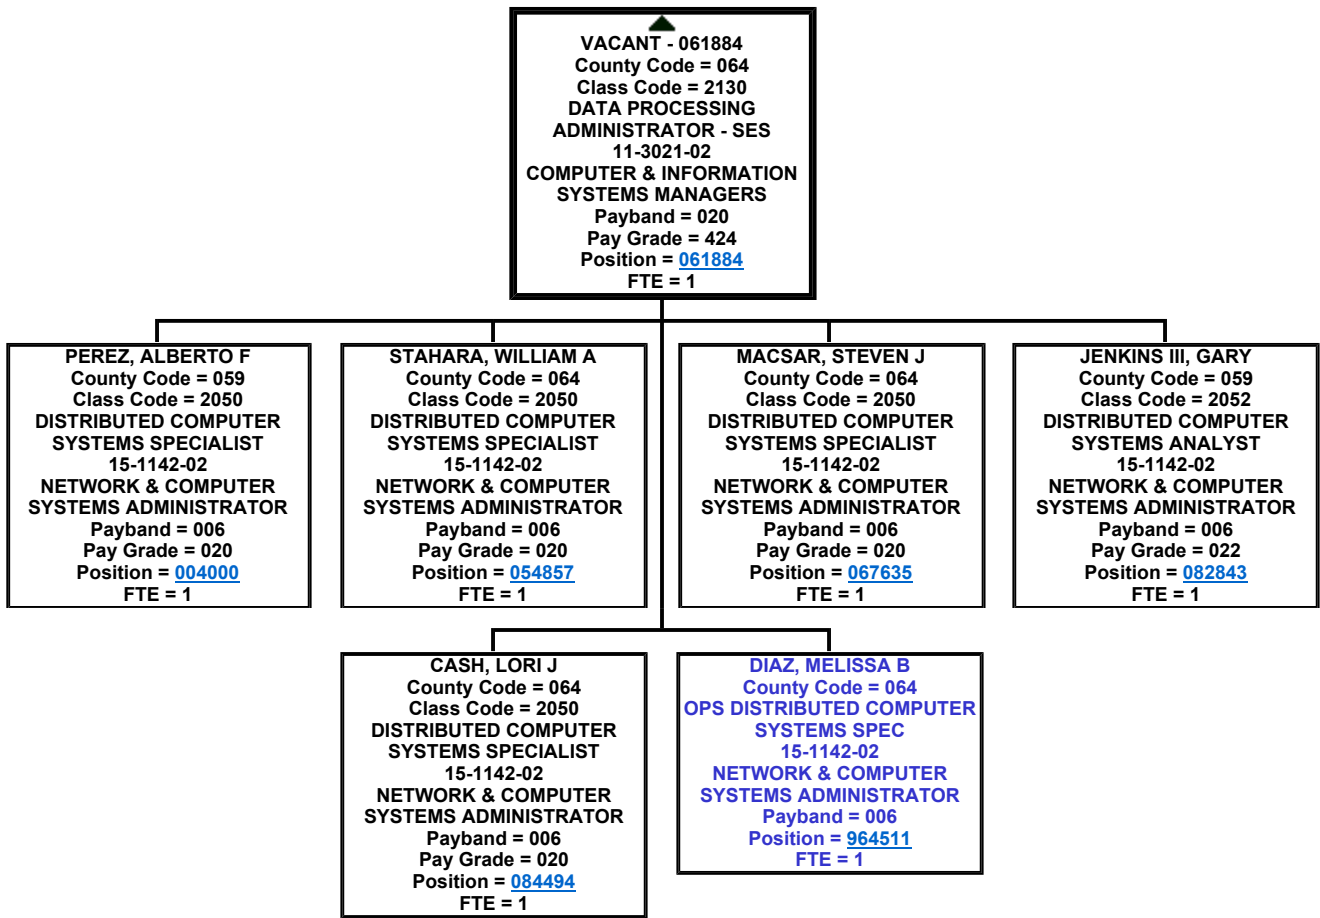 VACANT - 061884
County Code = 064
Class Code = 2130
DATA PROCESSING
ADMINISTRATOR - SES
11-3021-02
COMPUTER & INFORMATION
SYSTEMS MANAGERS
Payband = 020
Pay Grade = 424
Position = 061884
FTE = 1
PEREZ, ALBERTO F
County Code = 059
Class Code = 2050
DISTRIBUTED COMPUTER
SYSTEMS SPECIALIST
15-1142-02
NETWORK & COMPUTER
SYSTEMS ADMINISTRATOR
Payband = 006
Pay Grade = 020
Position = 004000
FTE = 1
STAHARA, WILLIAM A
County Code = 064
Class Code = 2050
DISTRIBUTED COMPUTER
SYSTEMS SPECIALIST
15-1142-02
NETWORK & COMPUTER
SYSTEMS ADMINISTRATOR
Payband = 006
Pay Grade = 020
Position = 054857
FTE = 1
MACSAR, STEVEN J
County Code = 064
Class Code = 2050
DISTRIBUTED COMPUTER
SYSTEMS SPECIALIST
15-1142-02
NETWORK & COMPUTER
SYSTEMS ADMINISTRATOR
Payband = 006
Pay Grade = 020
Position = 067635
FTE = 1
JENKINS III, GARY
County Code = 059
Class Code = 2052
DISTRIBUTED COMPUTER
SYSTEMS ANALYST
15-1142-02
NETWORK & COMPUTER
SYSTEMS ADMINISTRATOR
Payband = 006
Pay Grade = 022
Position = 082843
FTE = 1
CASH, LORI J
County Code = 064
Class Code = 2050
DISTRIBUTED COMPUTER
SYSTEMS SPECIALIST
15-1142-02
NETWORK & COMPUTER
SYSTEMS ADMINISTRATOR
Payband = 006
Pay Grade = 020
Position = 084494
FTE = 1
DIAZ, MELISSA B
County Code = 064
OPS DISTRIBUTED COMPUTER
SYSTEMS SPEC
15-1142-02
NETWORK & COMPUTER
SYSTEMS ADMINISTRATOR
Payband = 006
Position = 964511
FTE = 1